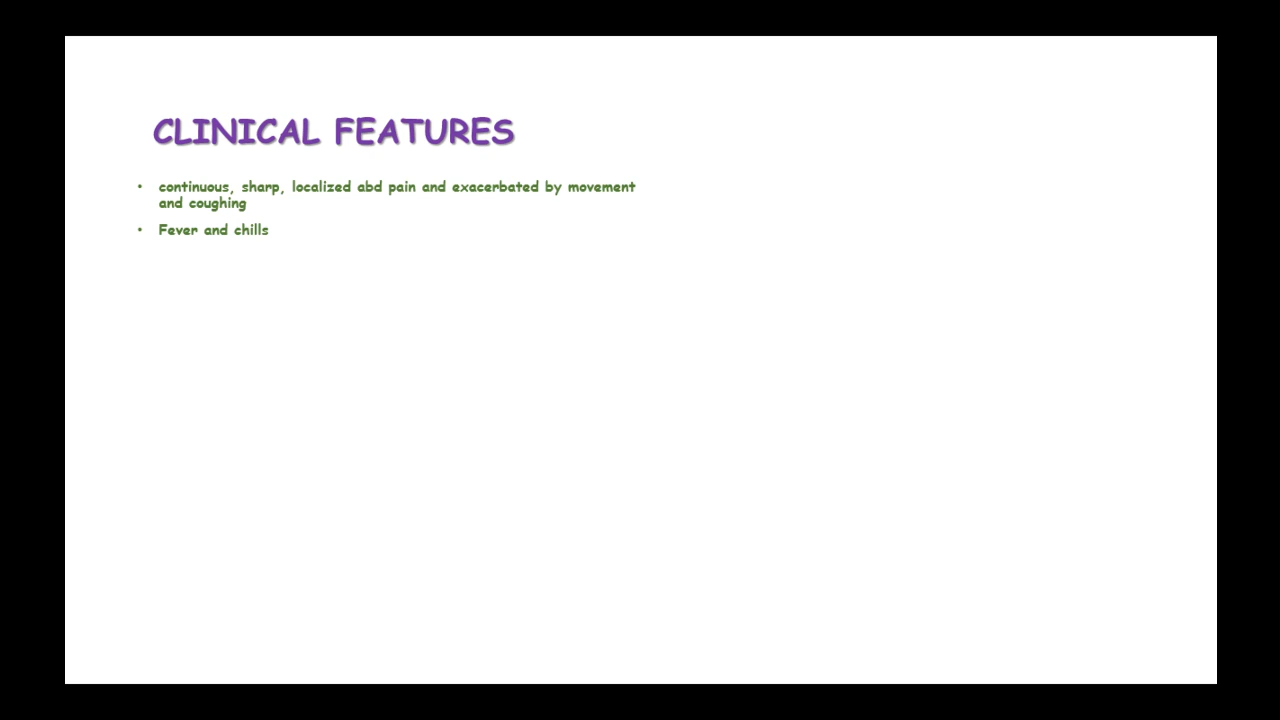 CLINICAL FEATURES
• continuous, sharp, localized abd pain and exacerbated by movement
and coughing
• Fever and chills